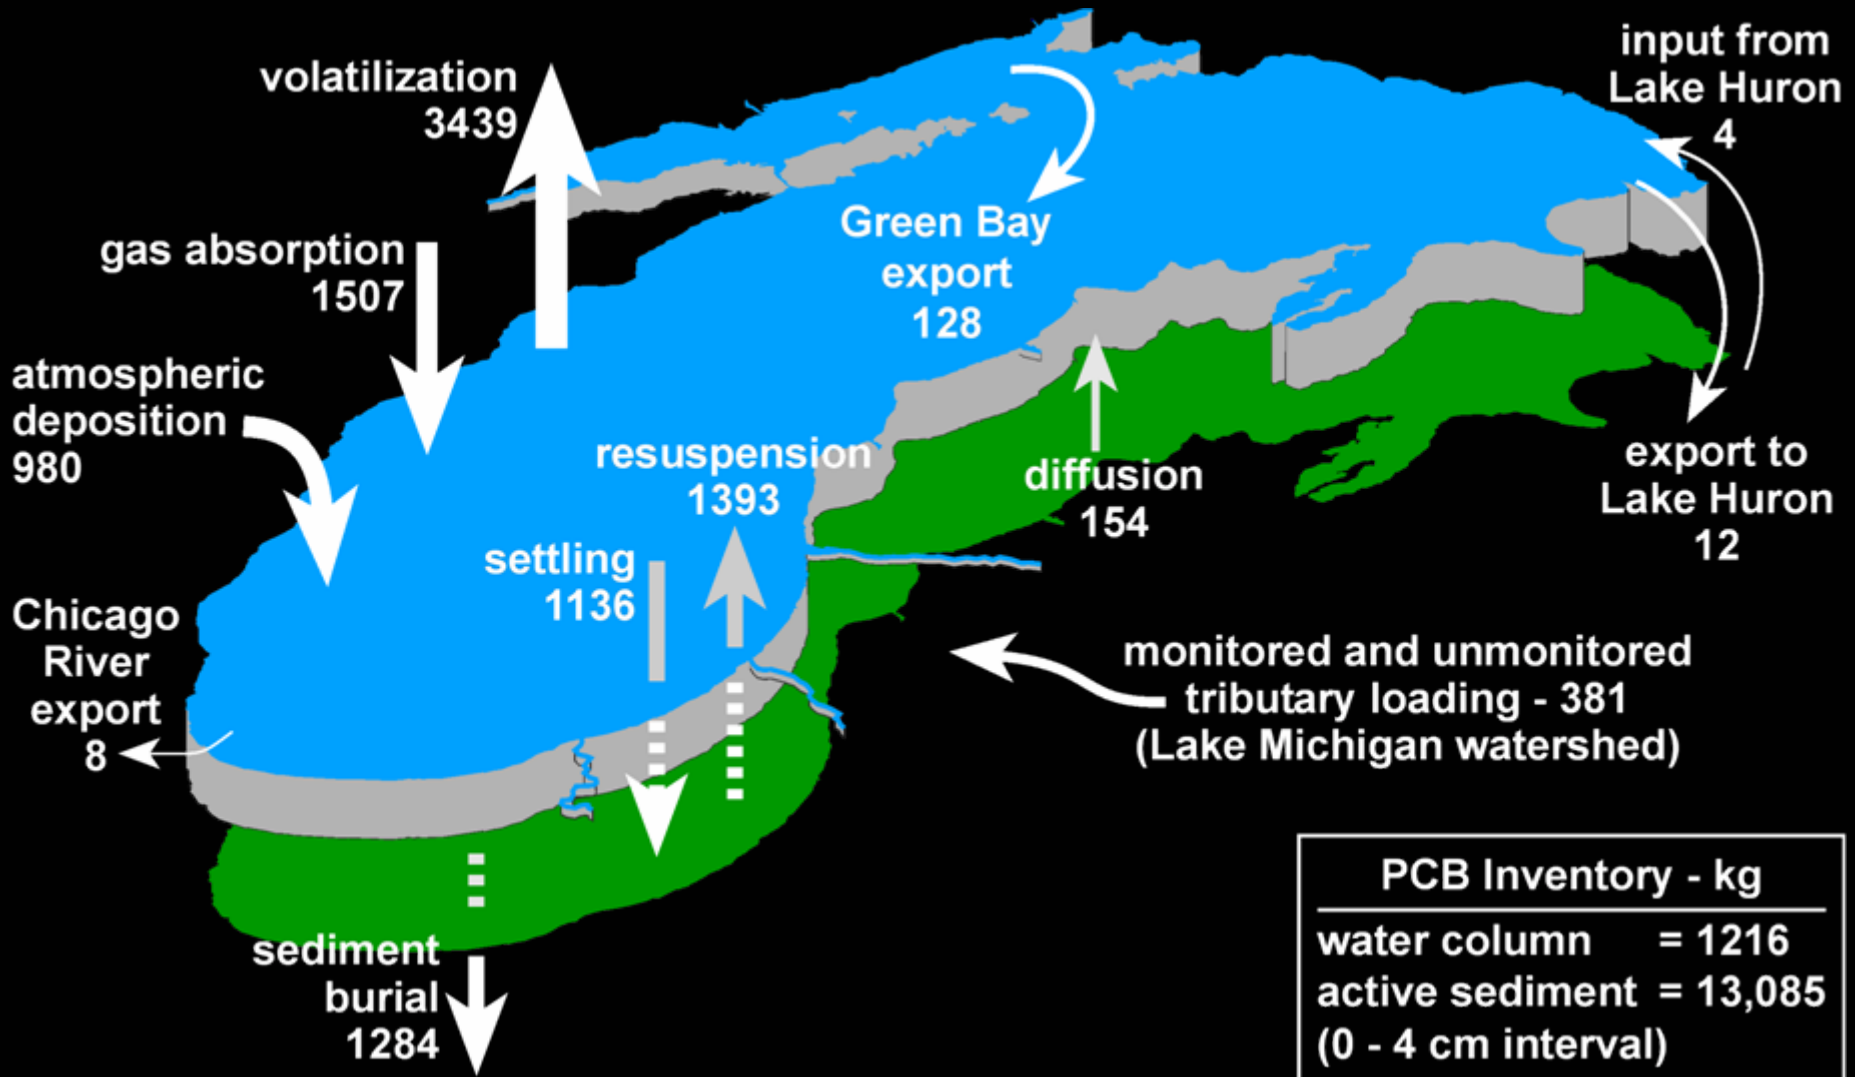 volatilization
3439
input from
Lake Huron
4
gas absorption
1507
Green Bay
export
128
atmospheric
deposition
980
resuspension
1393
diffusion
154
export to
Lake Huron
12
settling
1136
Chicago
River
export
8
monitored and unmonitored
tributary loading - 381
(Lake Michigan watershed)
sediment
burial
1284
PCB Inventory - kg
water column = 1216
active sediment = 13,085
(0 - 4 cm interval)